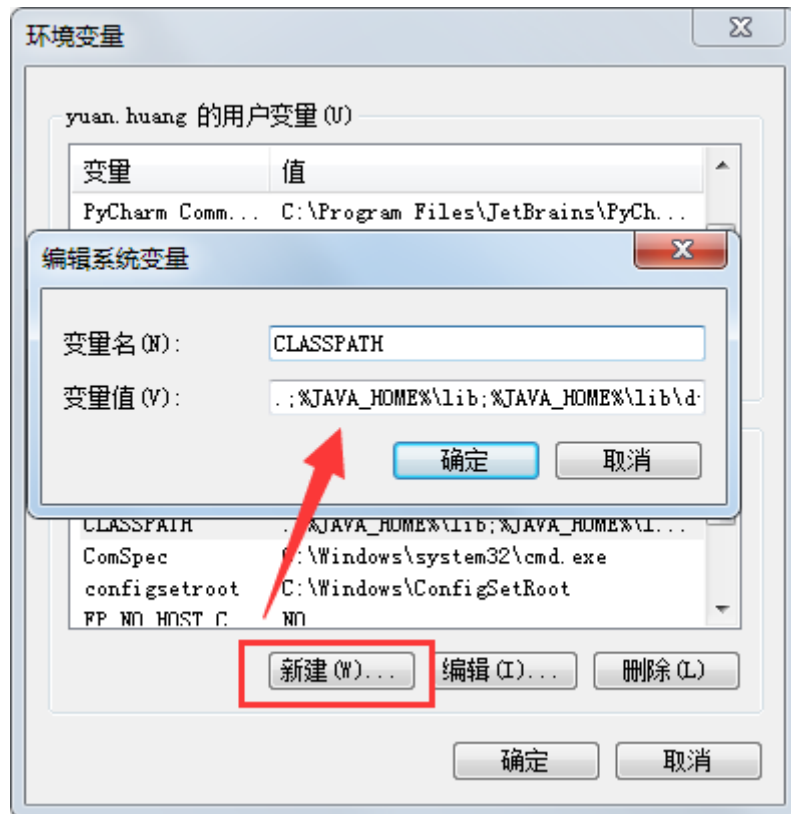 环境变量
yuan.huang 的用户变量(U)
变量 值
PyCharm Comm... C:\Program Files\JetBrains\PyCh...
编辑系统变量
变量名(N): CLASSPATH
变量值(V): .;%JAVA_HOME%\lib;%JAVA_HOME%\lib\d
确定 取消
CLASSPATH .;%JAVA_HOME%\lib;%JAVA_HOME%\l...
ComSpec C:\Windows\system32\cmd.exe
configsetroot C:\Windows\ConfigSetRoot
FP_NO_HOST_C NO
新建(W)... 编辑(I)... 删除(L)
确定 取消